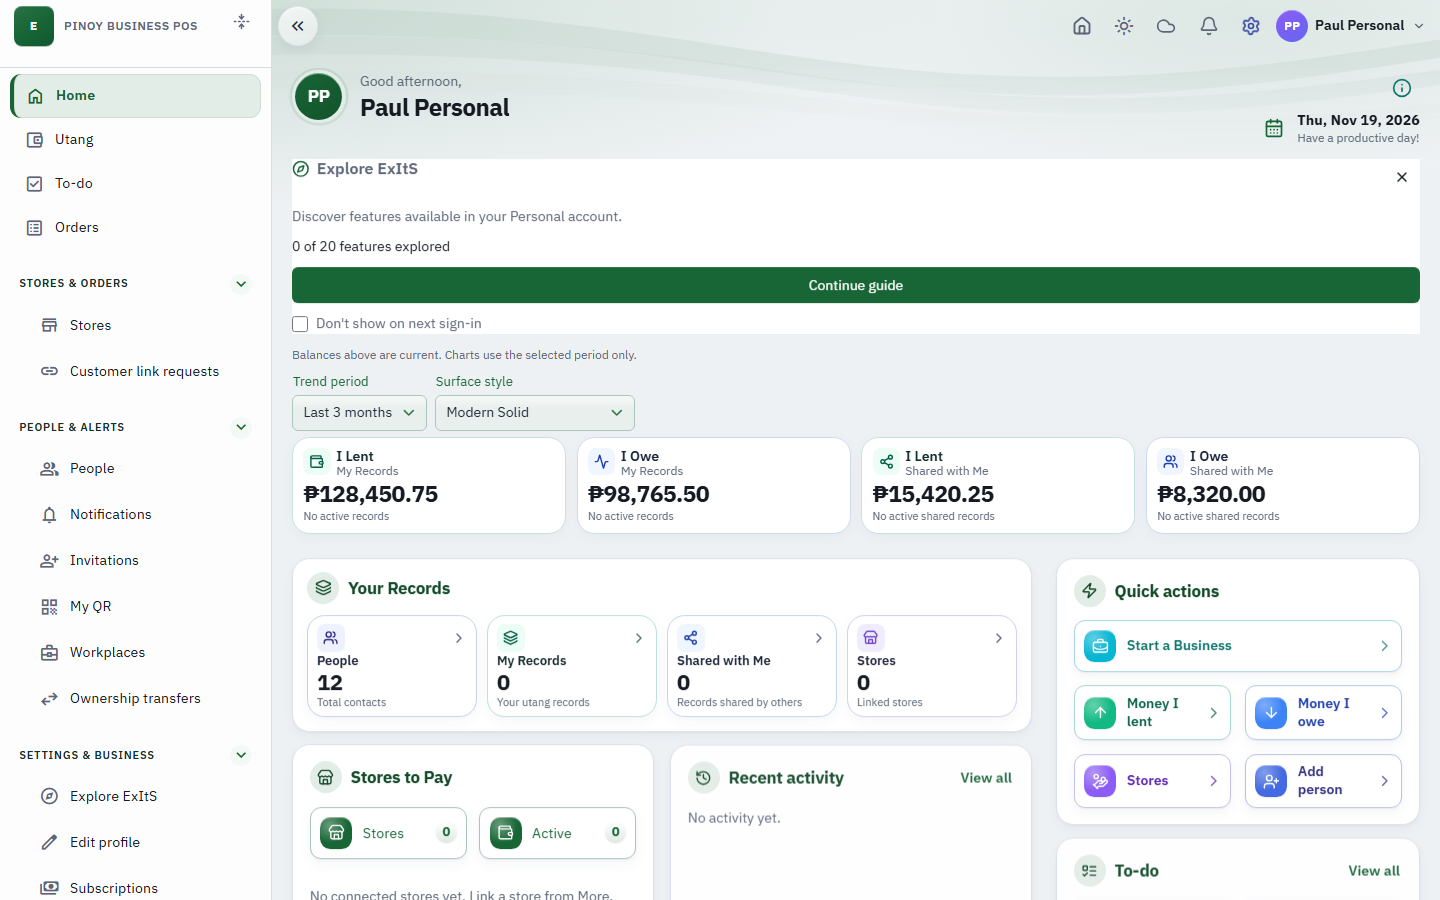 E
PINOY BUSINESS POS
Home
Utang
To-do
Orders
STORES & ORDERS
Stores
Customer link requests
PEOPLE & ALERTS
People
Notifications
Invitations
My QR
Workplaces
Ownership transfers
SETTINGS & BUSINESS
Explore ExItS
Edit profile
Subscriptions
PP
Paul Personal
PP
Good afternoon,
Paul Personal
Thu, Nov 19, 2026
Have a productive day!
Explore ExItS
Discover features available in your Personal account.
0 of 20 features explored
Continue guide
Don't show on next sign-in
Balances above are current. Charts use the selected period only.
Trend period
Surface style
Last 3 months
Modern Solid
I Lent
My Records
₱128,450.75
No active records
I Owe
My Records
₱98,765.50
No active records
I Lent
Shared with Me
₱15,420.25
No active shared records
I Owe
Shared with Me
₱8,320.00
No active shared records
Your Records
People
12
Total contacts
My Records
0
Your utang records
Shared with Me
0
Records shared by others
Stores
0
Linked stores
Stores to Pay
Stores
0
Active
0
No connected stores yet. Link a store from More.
Recent activity
View all
No activity yet.
Quick actions
Start a Business
Money I
lent
Money I
owe
Stores
Add
person
To-do
View all